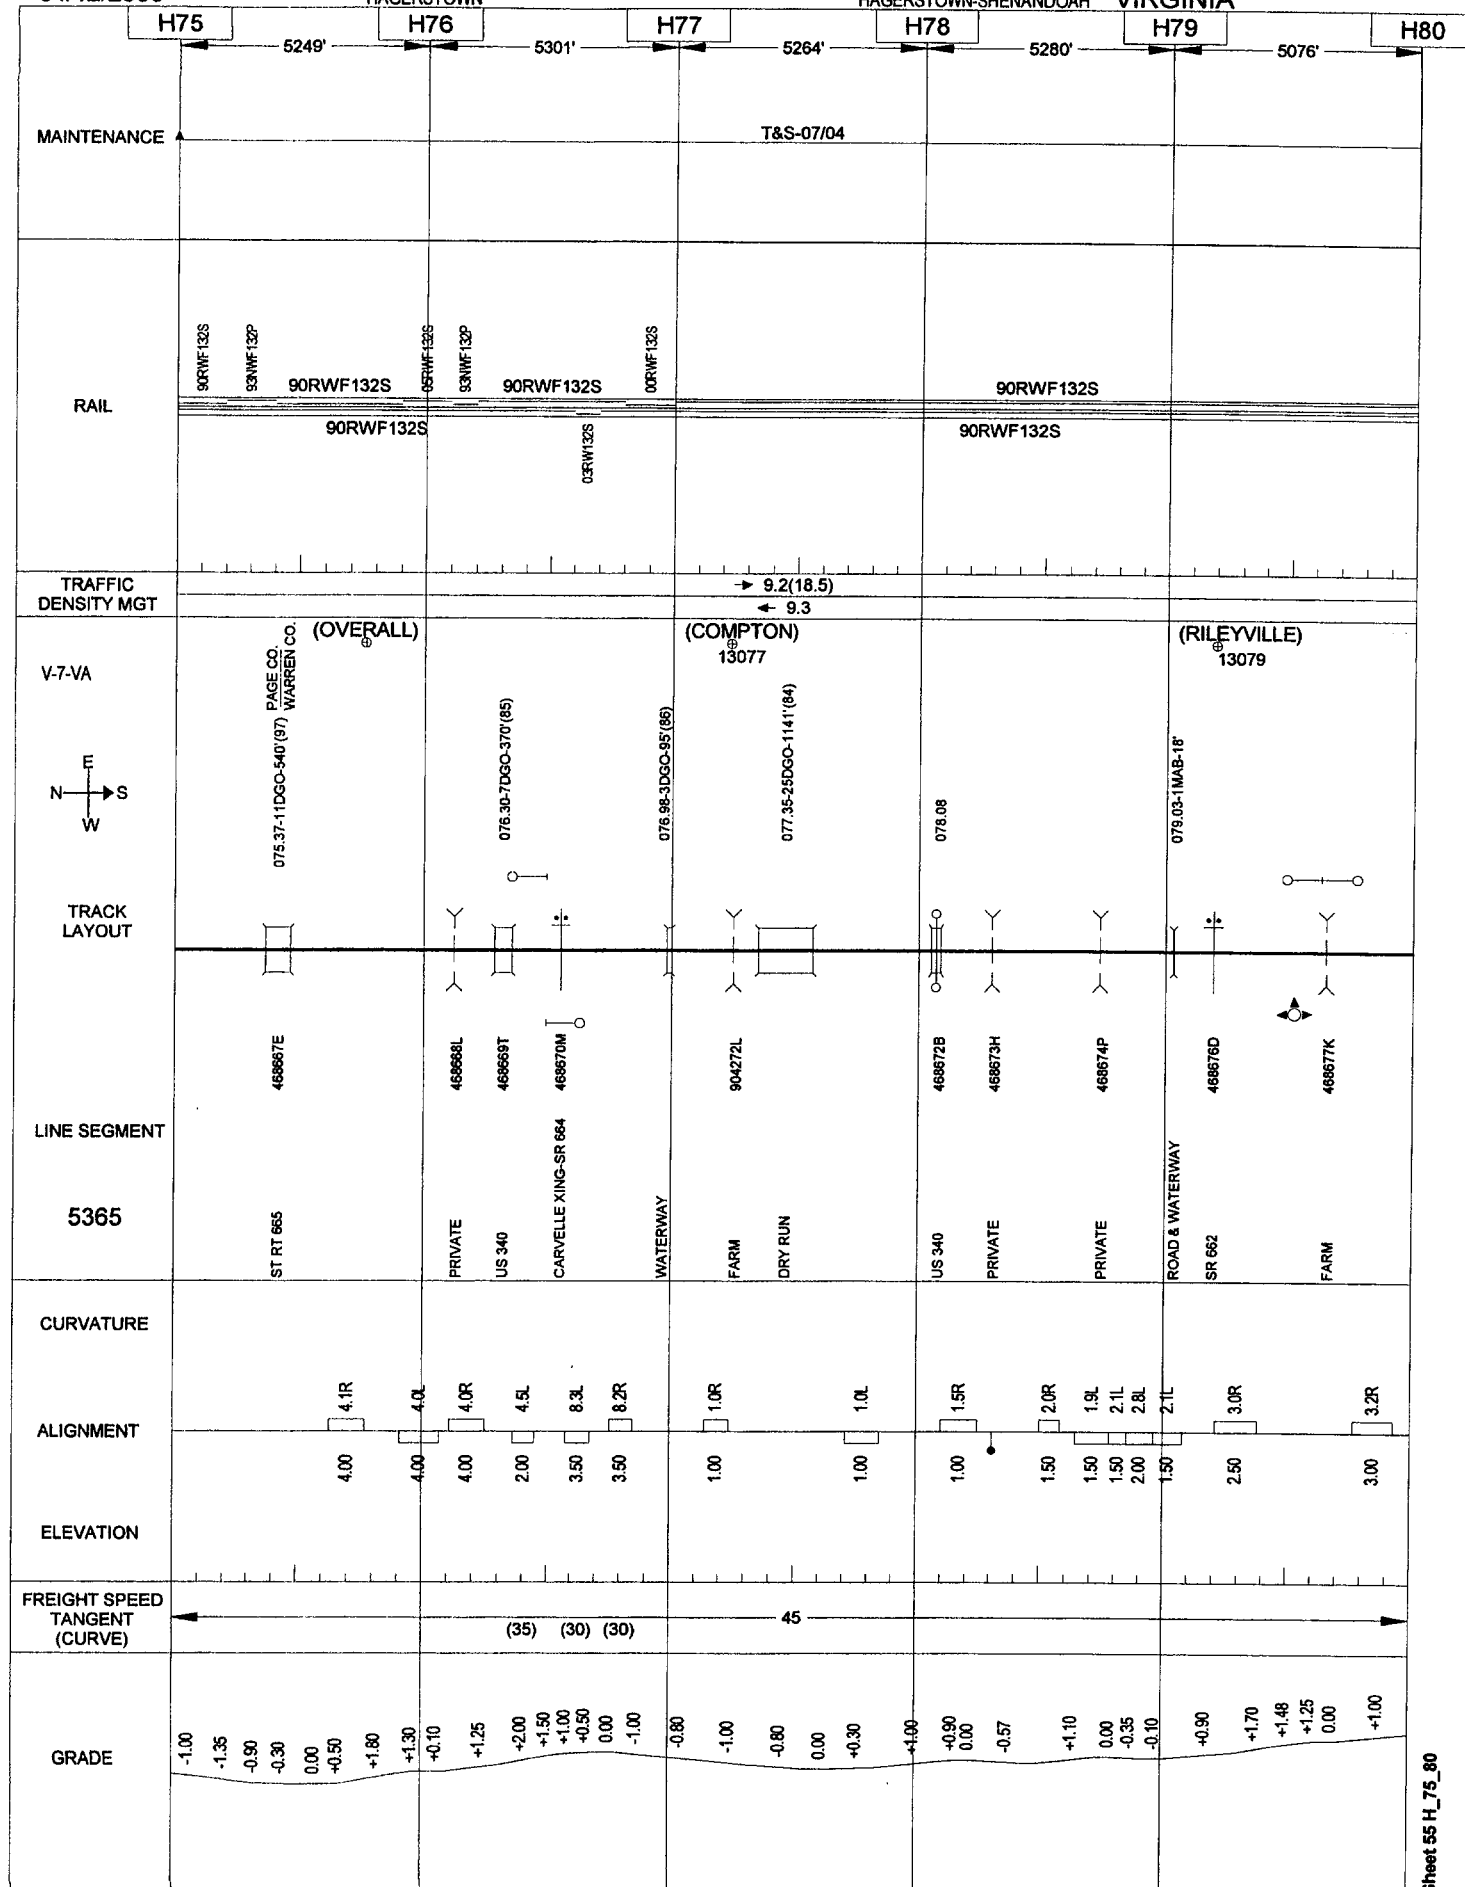 HAGERSTOWN
HAGERSTOWN-SHENANDOAH VIRGINIA
H75 H76 H77 H78 H79 H80
5249' 5301' 5264' 5280' 5076'
MAINTENANCE
T&S-07/04
RAIL
90RWF132S
93NWF132P
90RWF132S
05RWF132S
93NWF132P
90RWF132S
00RWF132S
90RWF132S
90RWF132S
03RW132S
90RWF132S
TRAFFIC
DENSITY MGT
9.2(18.5)
9.3
V-7-VA
(OVERALL)
(COMPTON)
13077
(RILEYVILLE)
13079
PAGE CO.
WARREN CO.
E
N S
W
075.37-11DGO-540'(97)
076.30-7DGO-370'(85)
076.98-3DGO-95'(86)
077.35-25DGO-1141'(84)
078.08
079.03-1MAB-18'
TRACK
LAYOUT
468667E
468668L
468669T
468670M
904272L
468672B
468673H
468674P
468676D
468677K
LINE SEGMENT
5365
ST RT 665
PRIVATE
US 340
CARVELLE XING-SR 664
WATERWAY
FARM
DRY RUN
US 340
PRIVATE
PRIVATE
ROAD & WATERWAY
SR 662
FARM
CURVATURE
4.1R 4.0L 4.0R 4.5L 8.3L 8.2R 1.0R 1.0L 1.5R 2.0R 1.9L 2.1L 2.8L 2.1L 3.0R 3.2R
ALIGNMENT
4.00 4.00 4.00 2.00 3.50 3.50 1.00 1.00 1.00 1.50 1.50 1.50 2.00 1.50 2.50 3.00
ELEVATION
FREIGHT SPEED
TANGENT
(CURVE)
45
(35) (30) (30)
GRADE
-1.00 -1.35 -0.90 -0.30 0.00 +0.50 +1.80 +1.30 +0.10 +1.25 +2.00 +1.50 +1.00 +0.50 0.00 -1.00 -0.80 -1.00 -0.80 0.00 +0.30 +1.00 +0.90 0.00 -0.57 +1.10 0.00 -0.35 -0.10 +0.90 +1.70 +1.48 +1.25 0.00 +1.00
Sheet 55 H_75_80